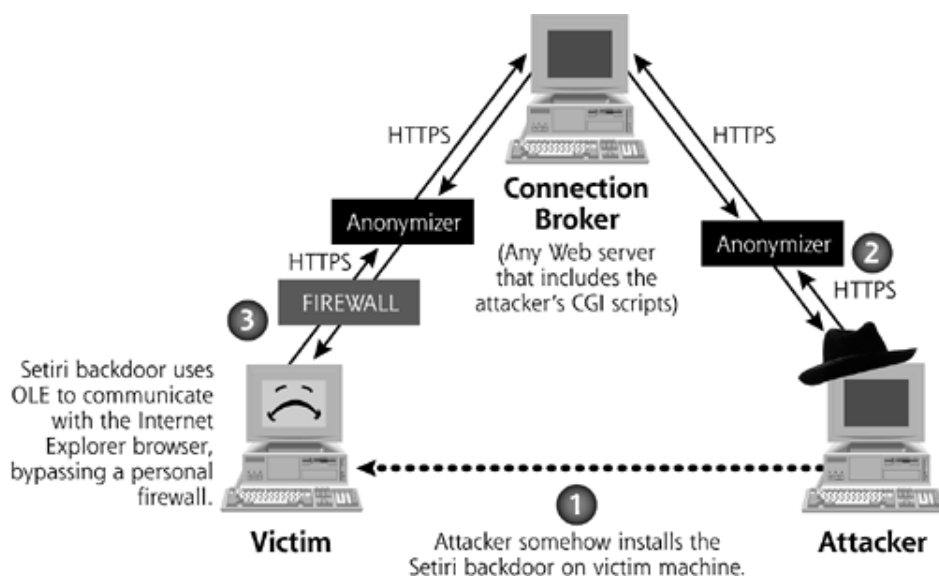 HTTPS
HTTPS
Connection
Broker
(Any Web server
that includes the
attacker's CGI scripts)
Anonymizer
Anonymizer
2
HTTPS
HTTPS
FIREWALL
3
Setiri backdoor uses
OLE to communicate
with the Internet
Explorer browser,
bypassing a personal
firewall.
Victim
1
Attacker somehow installs the
Setiri backdoor on victim machine.
Attacker